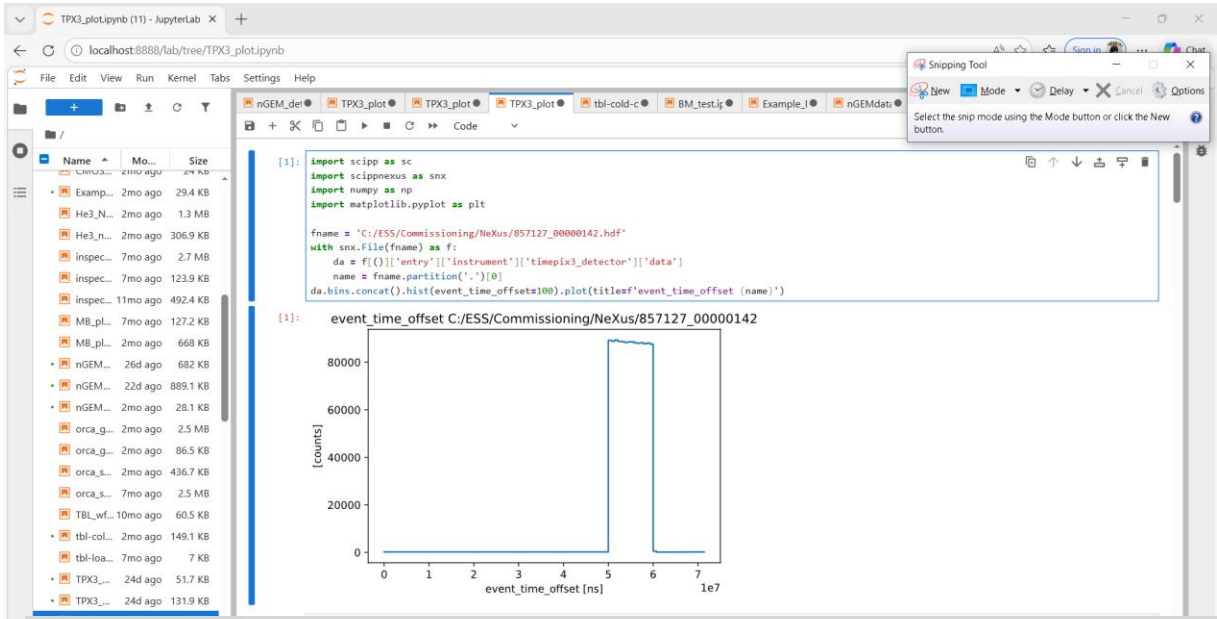 TPX3_plot.ipynb (11) - JupyterLab
localhost:8888/lab/tree/TPX3_plot.ipynb
Sign in
Chat
File Edit View Run Kernel Tabs Settings Help
Snipping Tool
New Mode Delay Cancel Options
Select the snip mode using the Mode button or click the New button.
nGEM_det TPX3_plot TPX3_plot TPX3_plot tbl-cold-c BM_test.ip Example_I nGEMdata
Code
/
Name Mo... Size
CMOS... 2mo ago 24 KB
Examp... 2mo ago 29.4 KB
He3_N... 2mo ago 1.3 MB
He3_n... 2mo ago 306.9 KB
inspec... 7mo ago 2.7 MB
inspec... 7mo ago 123.9 KB
inspec... 11mo ago 492.4 KB
MB_pl... 7mo ago 127.2 KB
MB_pl... 2mo ago 668 KB
nGEM... 26d ago 682 KB
nGEM... 22d ago 889.1 KB
nGEM... 2mo ago 28.1 KB
orca_g... 2mo ago 2.5 MB
orca_g... 2mo ago 86.5 KB
orca_s... 2mo ago 436.7 KB
orca_s... 7mo ago 2.5 MB
TBL_wf... 10mo ago 60.5 KB
tbl-col... 2mo ago 149.1 KB
tbl-loa... 7mo ago 7 KB
TPX3_... 24d ago 51.7 KB
TPX3_... 24d ago 131.9 KB
[1]:
import scipp as sc
import scippnexus as snx
import numpy as np
import matplotlib.pyplot as plt
fname = 'C:/ESS/Commissioning/NeXus/857127_00000142.hdf'
with snx.File(fname) as f:
    da = f[()]['entry']['instrument']['timepix3_detector']['data']
    name = fname.partition('.')[0]
da.bins.concat().hist(event_time_offset=100).plot(title=f'event_time_offset {name}')
[1]:
event_time_offset C:/ESS/Commissioning/NeXus/857127_00000142
80000
60000
40000
20000
0
[counts]
0 1 2 3 4 5 6 7
1e7
event_time_offset [ns]